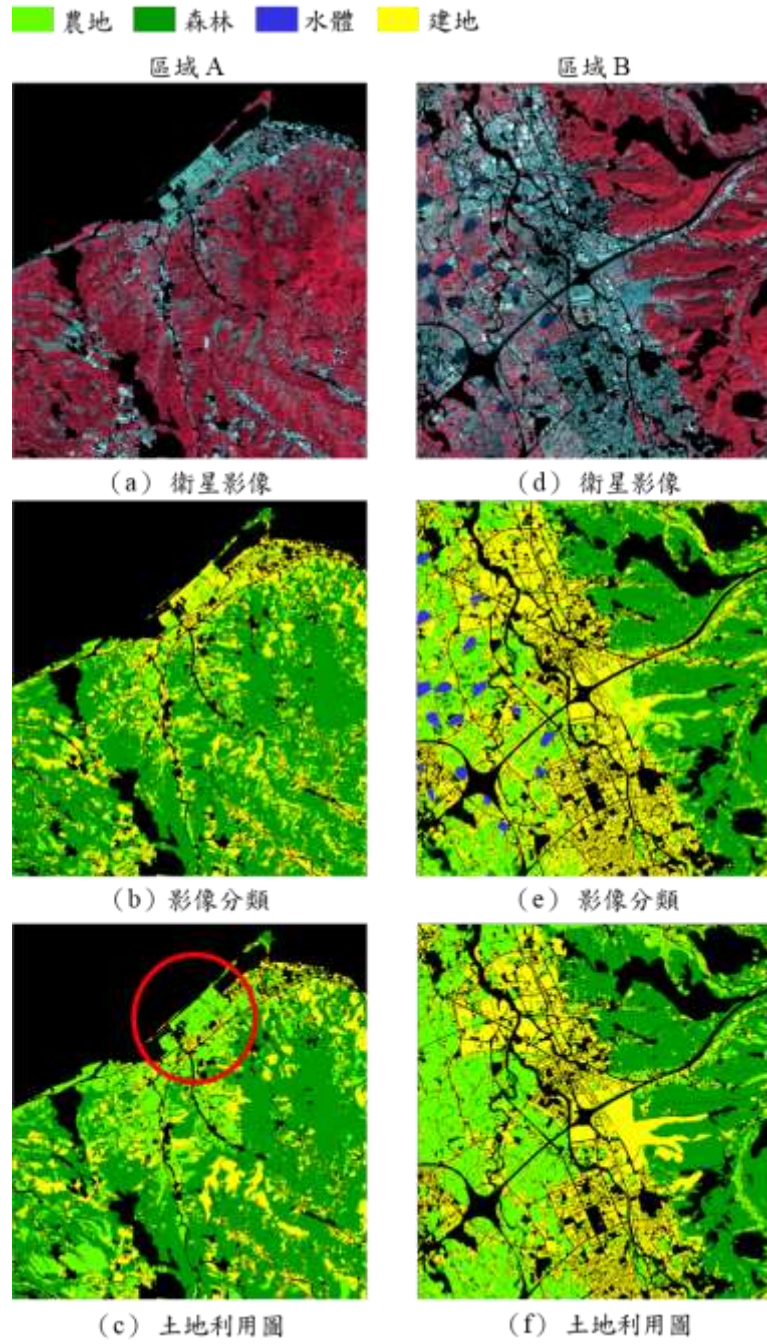 農地 森林 水體 建地
區域 A 區域 B
(a) 衛星影像 (d) 衛星影像
(b) 影像分類 (e) 影像分類
(c) 土地利用圖 (f) 土地利用圖